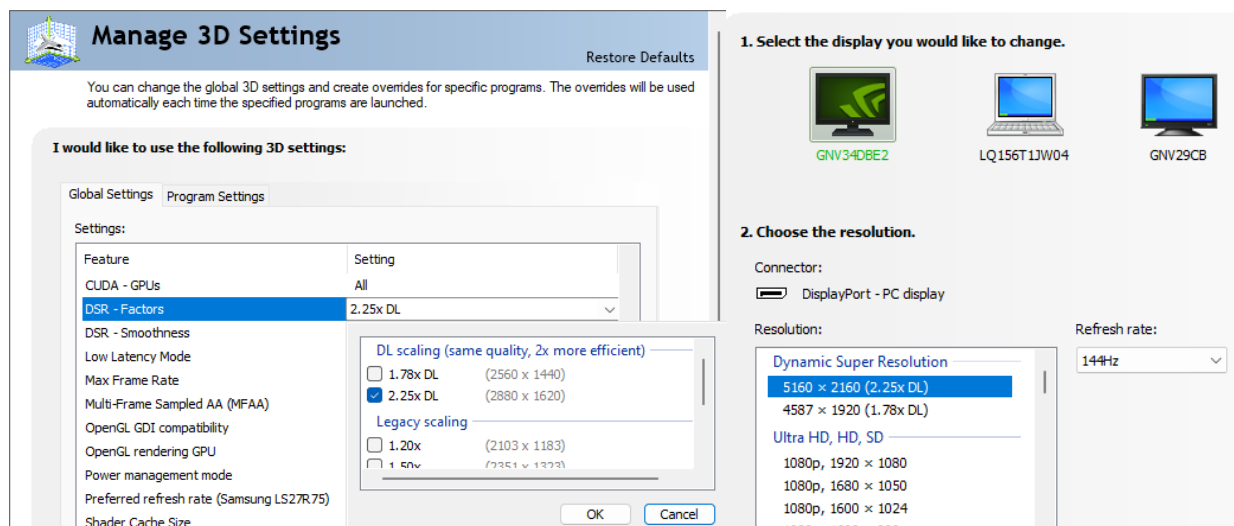 Manage 3D Settings
Restore Defaults
You can change the global 3D settings and create overrides for specific programs. The overrides will be used
automatically each time the specified programs are launched.
I would like to use the following 3D settings:
Global Settings
Program Settings
Settings:
Feature
Setting
CUDA - GPUs
All
DSR - Factors
2.25x DL
DSR - Smoothness
Low Latency Mode
Max Frame Rate
Multi-Frame Sampled AA (MFAA)
OpenGL GDI compatibility
OpenGL rendering GPU
Power management mode
Preferred refresh rate (Samsung LS27R75)
Shader Cache Size
DL scaling (same quality, 2x more efficient)
1.78x DL (2560 x 1440)
2.25x DL (2880 x 1620)
Legacy scaling
1.20x (2103 x 1183)
1.50x (2351 x 1323)
OK
Cancel
1. Select the display you would like to change.
GNV34DBE2
LQ156T1JW04
GNV29CB
2. Choose the resolution.
Connector:
DisplayPort - PC display
Resolution:
Refresh rate:
Dynamic Super Resolution
144Hz
5160 × 2160 (2.25x DL)
4587 × 1920 (1.78x DL)
Ultra HD, HD, SD
1080p, 1920 × 1080
1080p, 1680 × 1050
1080p, 1600 × 1024